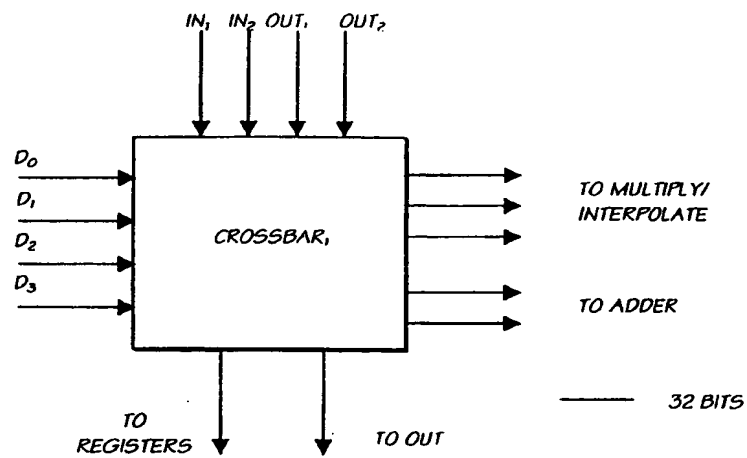 IN₁ IN₂ OUT₁ OUT₂
D₀
D₁
D₂
D₃
CROSSBAR₁
TO MULTIPLY/
INTERPOLATE
TO ADDER
32 BITS
TO
REGISTERS
TO OUT